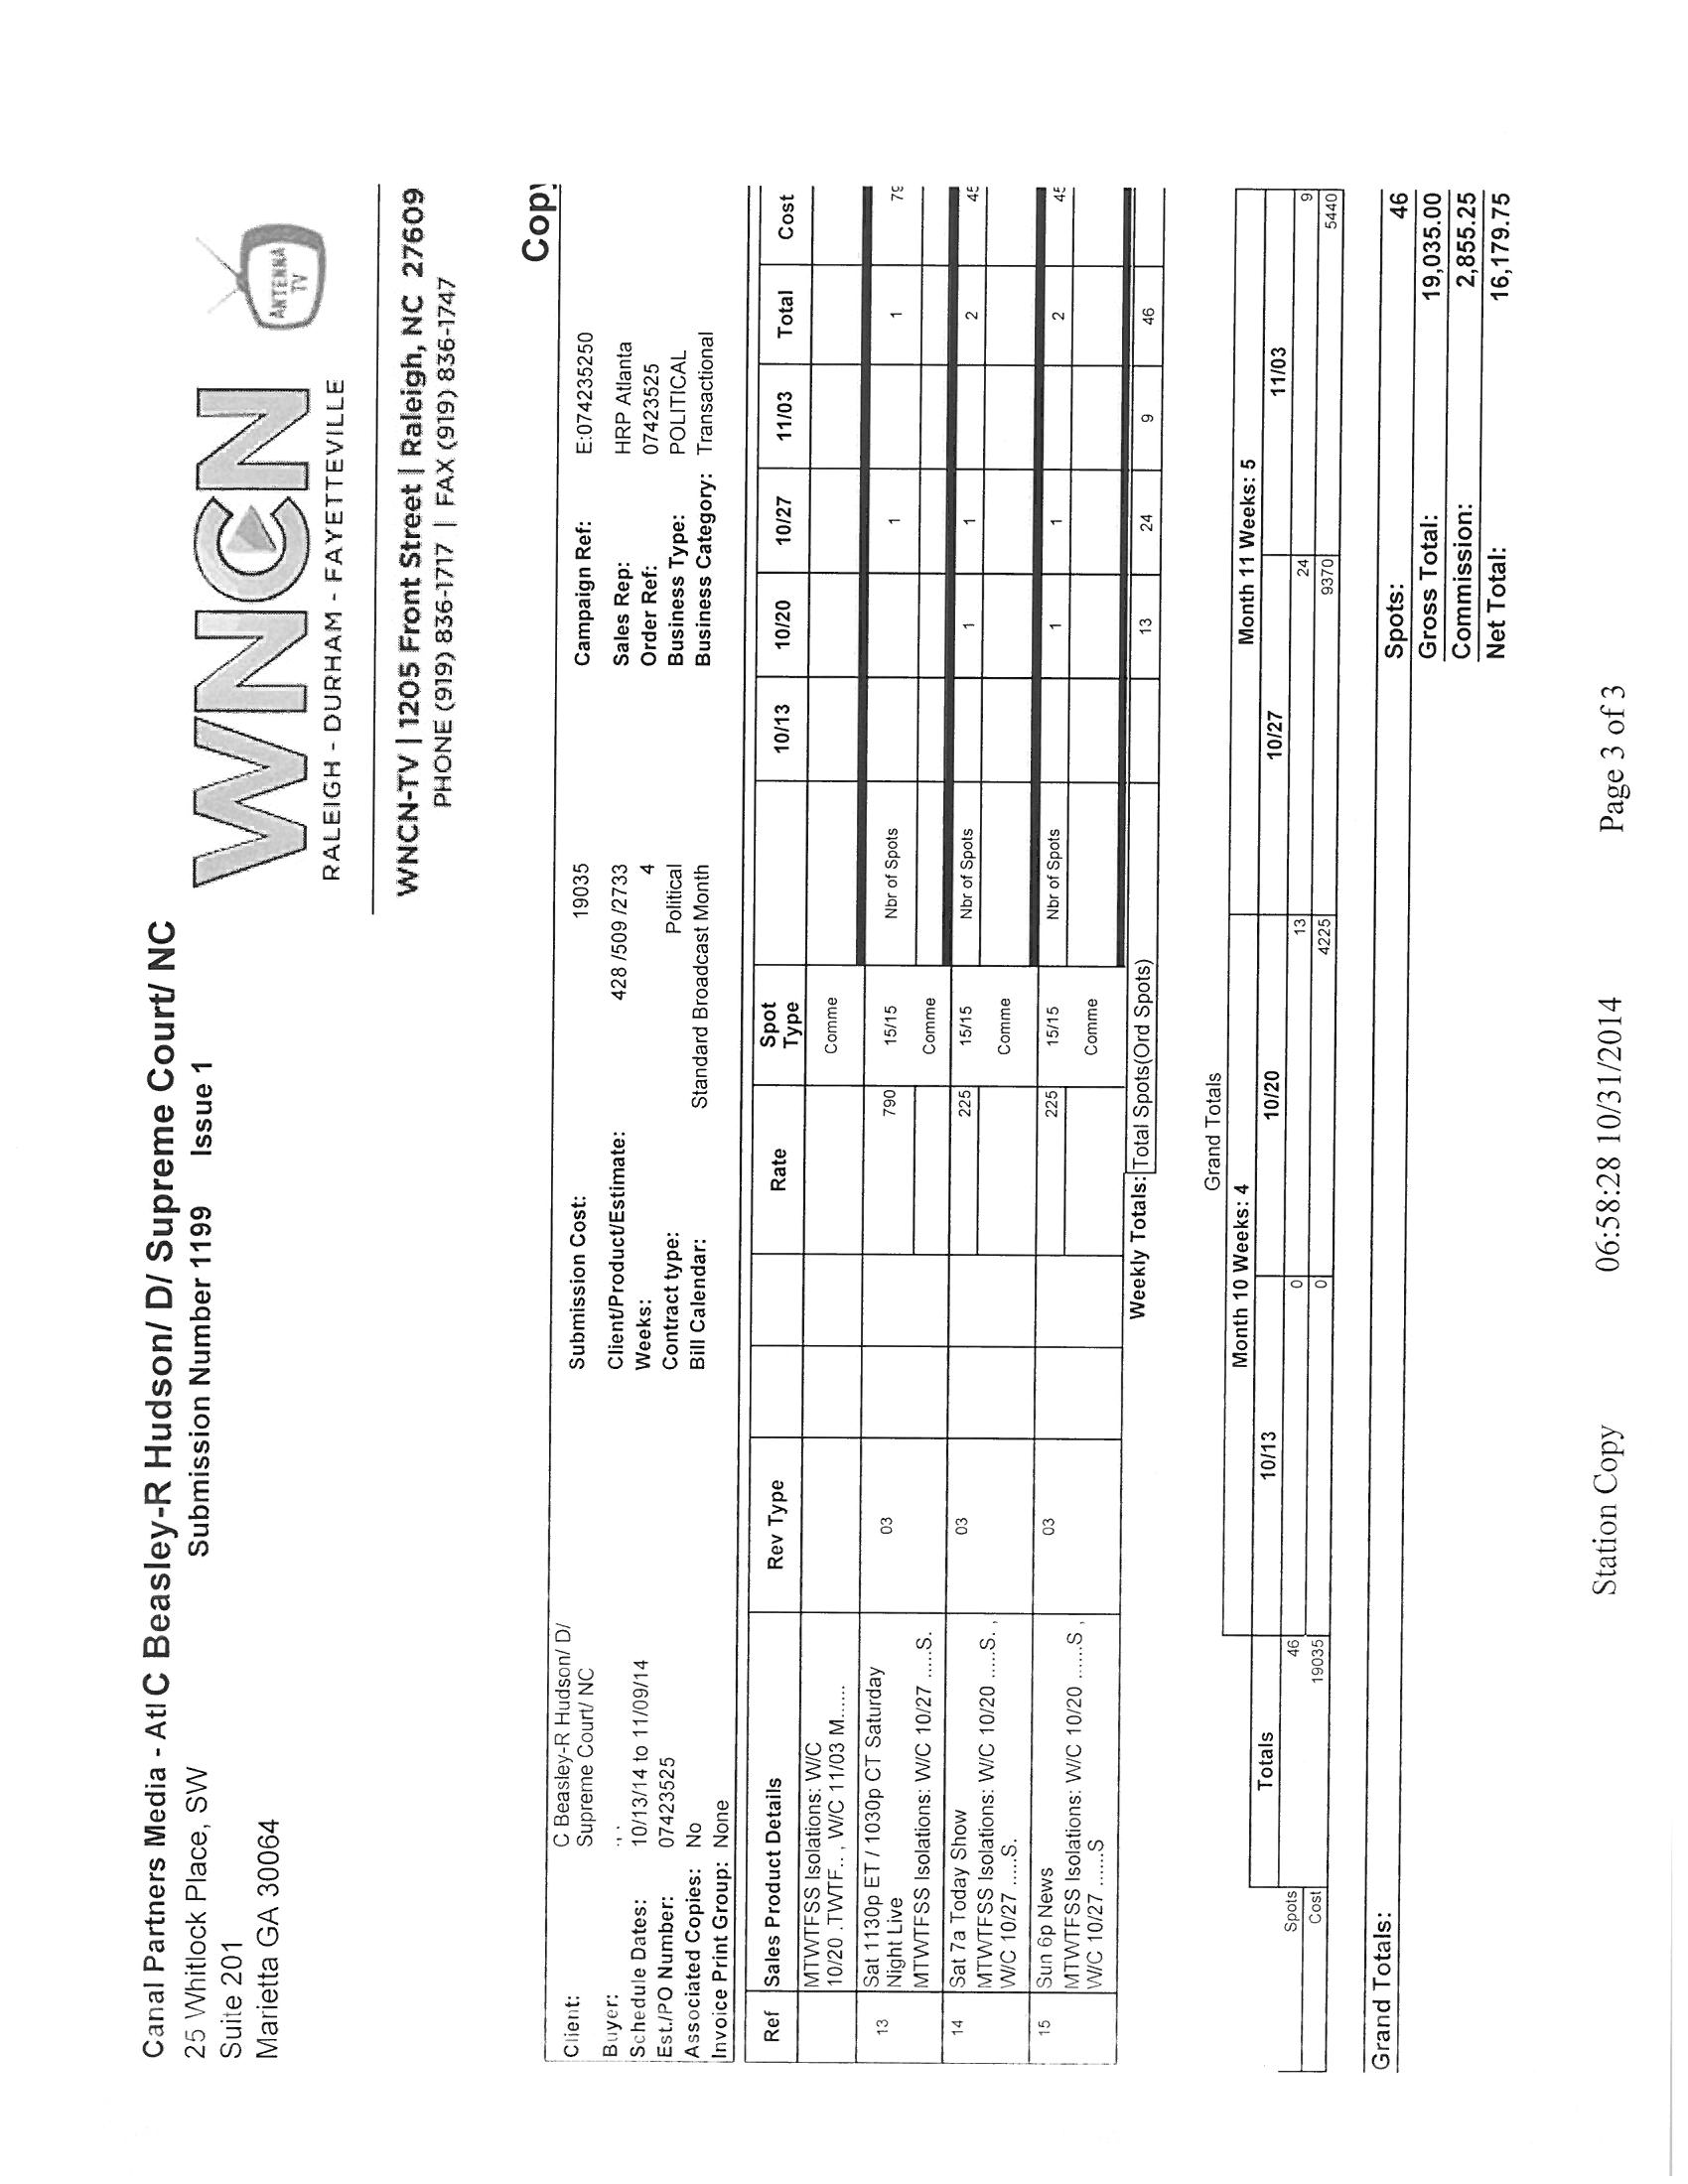 Canal Partners Media - Atl C Beasley-R Hudson/ D/ Supreme Court/ NC
25 Whitlock Place, SW Submission Number 1199 Issue 1
Suite 201
Marietta GA 30064
WNCN
RALEIGH - DURHAM - FAYETTEVILLE
ANTENNA
TV
WNCN-TV | 1205 Front Street | Raleigh, NC 27609
PHONE (919) 836-1717 | FAX (919) 836-1747
Copy
Client: C Beasley-R Hudson/ D/ Submission Cost: 19035 Campaign Ref: E:074235250
Supreme Court/ NC
Buyer: ., . Client/Product/Estimate: 428 /509 /2733 Sales Rep: HRP Atlanta
Schedule Dates: 10/13/14 to 11/09/14 Weeks: 4 Order Ref: 07423525
Est./PO Number: 07423525 Contract type: Political Business Type: POLITICAL
Associated Copies: No Bill Calendar: Standard Broadcast Month Business Category: Transactional
Invoice Print Group: None
Ref Sales Product Details Rev Type Rate Spot Type 10/13 10/20 10/27 11/03 Total Cost
MTWTFSS Isolations: W/C Comme
10/20 .TWTF.. , W/C 11/03 M......
13 Sat 1130p ET / 1030p CT Saturday 03 790 15/15 Nbr of Spots 1 1 79
Night Live
MTWTFSS Isolations: W/C 10/27 .....S. Comme
14 Sat 7a Today Show 03 225 15/15 Nbr of Spots 1 1 2 45
MTWTFSS Isolations: W/C 10/20 .....S. , Comme
W/C 10/27 .....S.
15 Sun 6p News 03 225 15/15 Nbr of Spots 1 1 2 45
MTWTFSS Isolations: W/C 10/20 ......S , Comme
W/C 10/27 ......S
Weekly Totals: Total Spots(Ord Spots) 13 24 9 46
Grand Totals
Month 10 Weeks: 4 Month 11 Weeks: 5
Totals 10/13 10/20 10/27 11/03
Spots 46 0 13 24 9
Cost 19035 0 4225 9370 5440
Grand Totals: Spots: 46
Gross Total: 19,035.00
Commission: 2,855.25
Net Total: 16,179.75
Station Copy 06:58:28 10/31/2014 Page 3 of 3